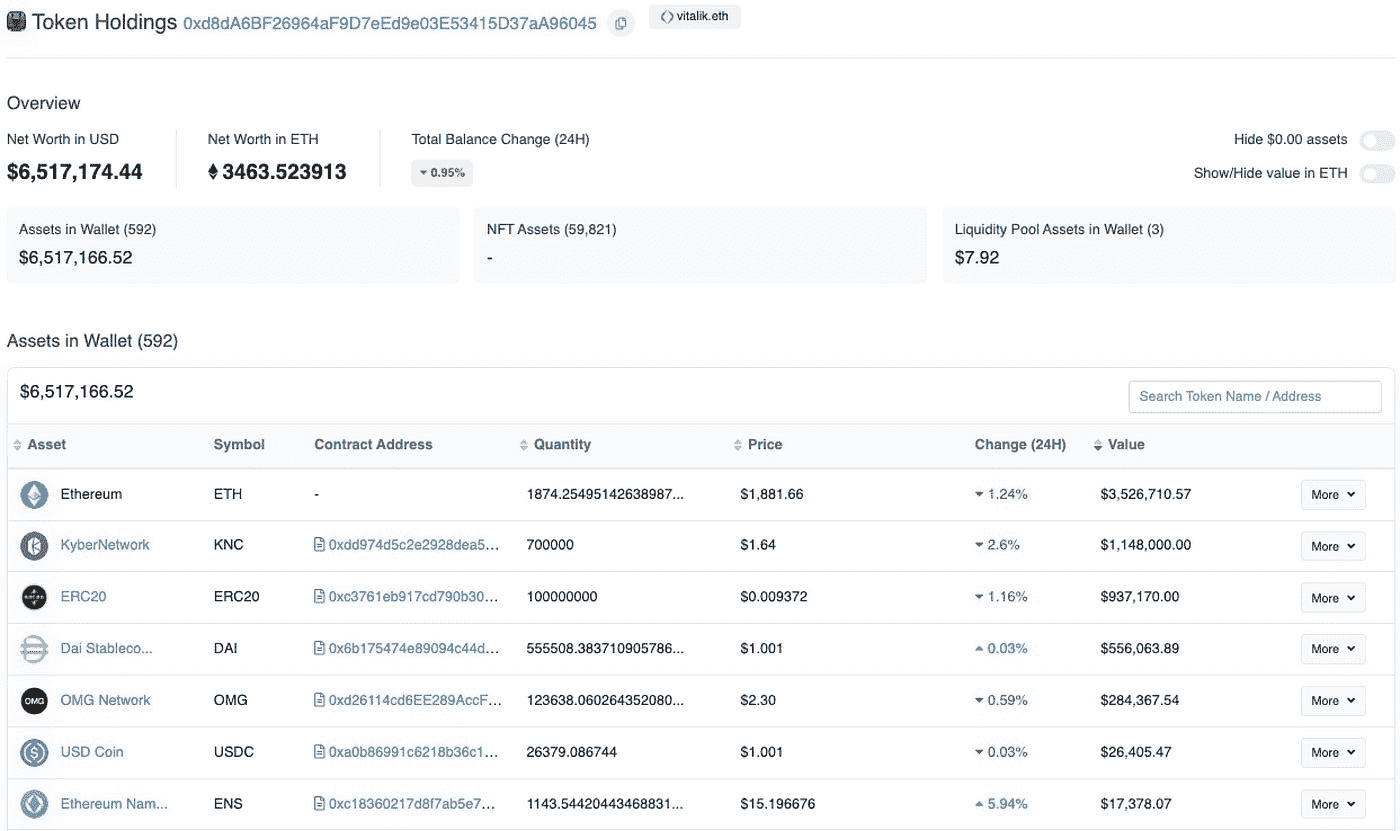 Token Holdings 0xd8dA6BF26964aF9D7eEd9e03E53415D37aA96045 vitalik.eth
Overview
Net Worth in USD Net Worth in ETH Total Balance Change (24H) Hide $0.00 assets
$6,517,174.44 3463.523913 0.95% Show/Hide value in ETH
Assets in Wallet (592) NFT Assets (59,821) Liquidity Pool Assets in Wallet (3)
$6,517,166.52 - $7.92
Assets in Wallet (592)
$6,517,166.52 Search Token Name / Address
Asset Symbol Contract Address Quantity Price Change (24H) Value
Ethereum ETH - 1874.25495142638987... $1,881.66 1.24% $3,526,710.57 More
KyberNetwork KNC 0xdd974d5c2e2928dea5... 700000 $1.64 2.6% $1,148,000.00 More
ERC20 ERC20 0xc3761eb917cd790b30... 100000000 $0.009372 1.16% $937,170.00 More
Dai Stableco... DAI 0x6b175474e89094c44d... 555508.383710905786... $1.001 0.03% $556,063.89 More
OMG OMG Network OMG 0xd26114cd6EE289AccF... 123638.060264352080... $2.30 0.59% $284,367.54 More
USD Coin USDC 0xa0b86991c6218b36c1... 26379.086744 $1.001 0.03% $26,405.47 More
Ethereum Nam... ENS 0xc18360217d8f7ab5e7... 1143.54420443468831... $15.196676 5.94% $17,378.07 More